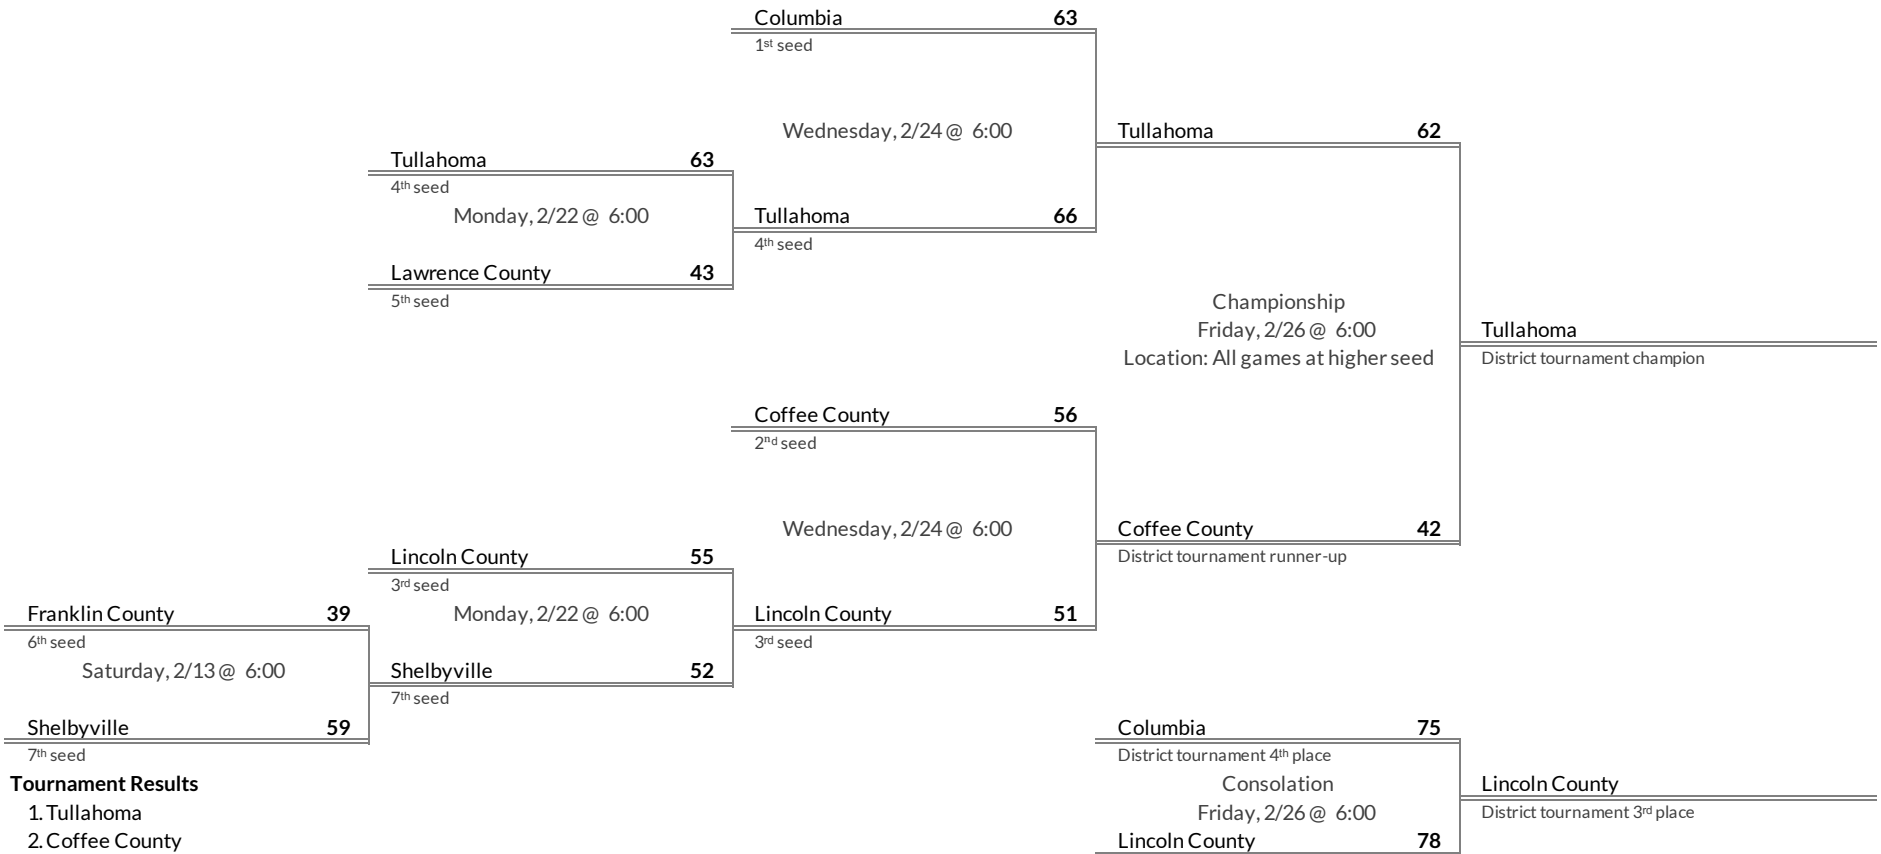 Columbia 63
1st seed
Wednesday, 2/24 @ 6:00
Tullahoma 62
Tullahoma 63
4th seed
Monday, 2/22 @ 6:00
Tullahoma 66
4th seed
Lawrence County 43
5th seed
Championship
Friday, 2/26 @ 6:00
Location: All games at higher seed
Tullahoma
District tournament champion
Coffee County 56
2nd seed
Wednesday, 2/24 @ 6:00
Coffee County 42
District tournament runner-up
Lincoln County 55
3rd seed
Monday, 2/22 @ 6:00
Lincoln County 51
3rd seed
Franklin County 39
6th seed
Saturday, 2/13 @ 6:00
Shelbyville 52
7th seed
Shelbyville 59
7th seed
Columbia 75
District tournament 4th place
Consolation
Friday, 2/26 @ 6:00
Lincoln County 78
Lincoln County
District tournament 3rd place
Tournament Results
1. Tullahoma
2. Coffee County